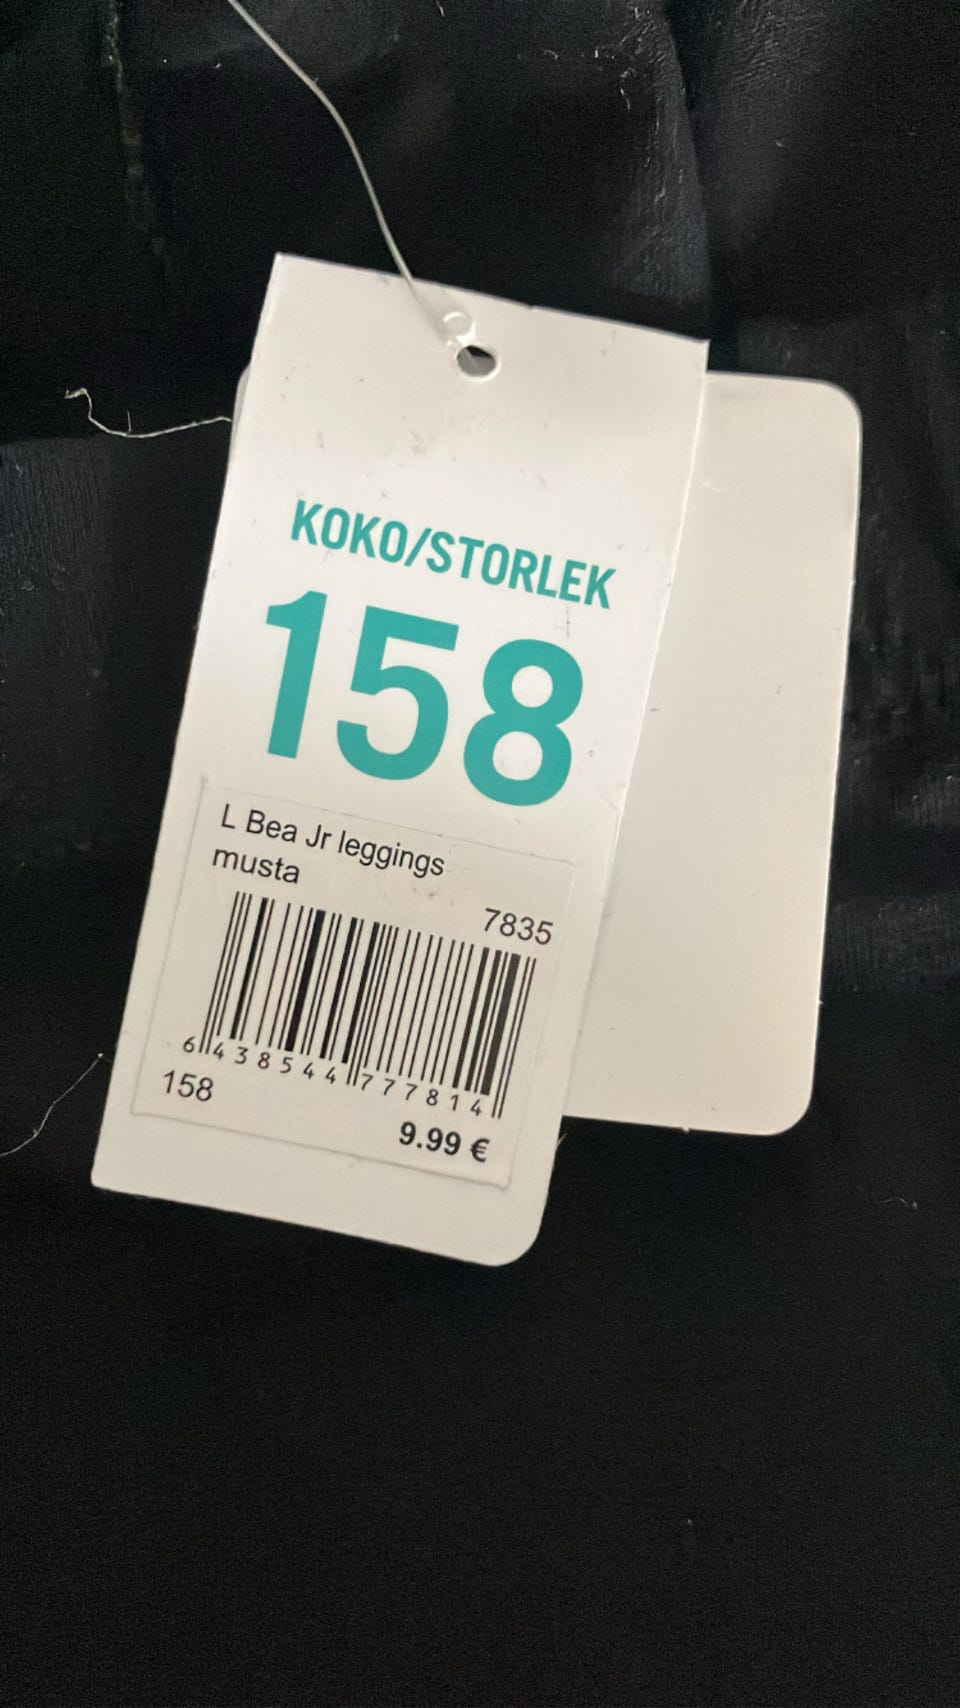 KOKO/STORLEK
158
L Bea Jr leggings
musta
7835
6 438544 777814
158
9.99 €